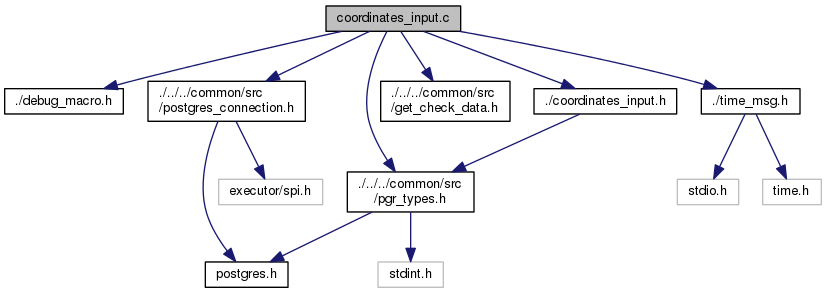 coordinates_input.c
./debug_macro.h
./../../common/src
/postgres_connection.h
./../../common/src
/get_check_data.h
./coordinates_input.h
./time_msg.h
executor/spi.h
./../../common/src
/pgr_types.h
stdio.h
time.h
postgres.h
stdint.h